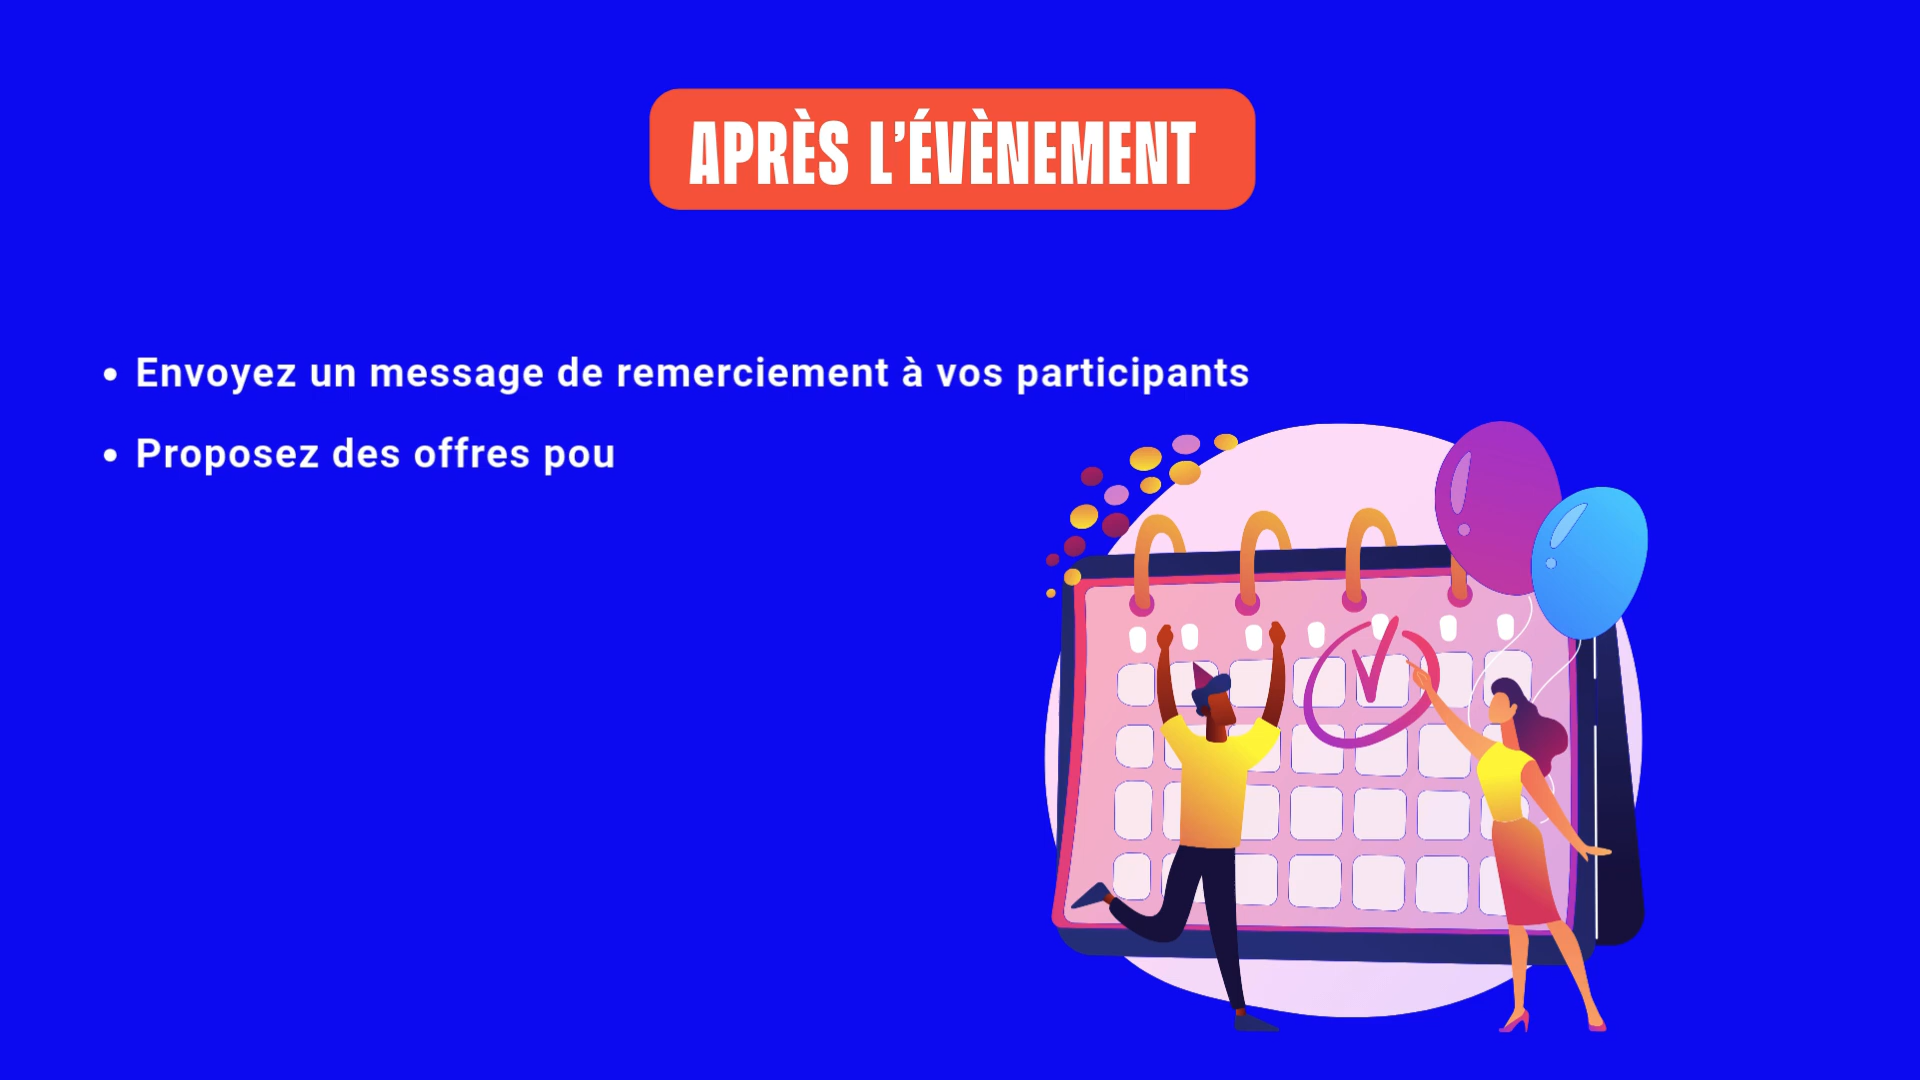 APRÈS L’ÉVÈNEMENT
• Envoyez un message de remerciement à vos participants
• Proposez des offres pou